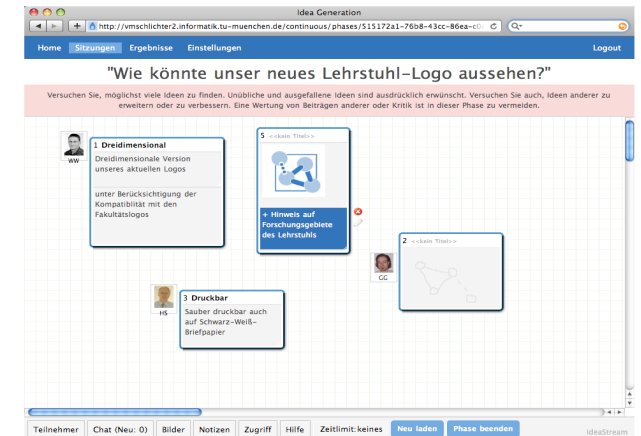 Idea Generation
http://vmschlichter2.informatik.tu-muenchen.de/continuous/phases/515172a1-76b8-43cc-86ea-c0
Home Sitzungen Ergebnisse Einstellungen Logout
"Wie könnte unser neues Lehrstuhl-Logo aussehen?"
Versuchen Sie, möglichst viele Ideen zu finden. Unübliche und ausgefallene Ideen sind ausdrücklich erwünscht. Versuchen Sie auch, Ideen anderer zu
erweitern oder zu verbessern. Eine Wertung von Beiträgen anderer oder Kritik ist in dieser Phase zu vermeiden.
WW
1 Dreidimensional
Dreidimensionale Version
unseres aktuellen Logos
unter Berücksichtigung der
Kompatiblität mit den
Fakultätslogos
5 <<kein Titel>>
+ Hinweis auf
Forschungsgebiete
des Lehrstuhls
GG
2 <<kein Titel>>
HS
3 Druckbar
Sauber druckbar auch
auf Schwarz-Weiß-
Briefpapier
Teilnehmer Chat (Neu: 0) Bilder Notizen Zugriff Hilfe Zeitlimit: keines Neu laden Phase beenden
IdeaStream